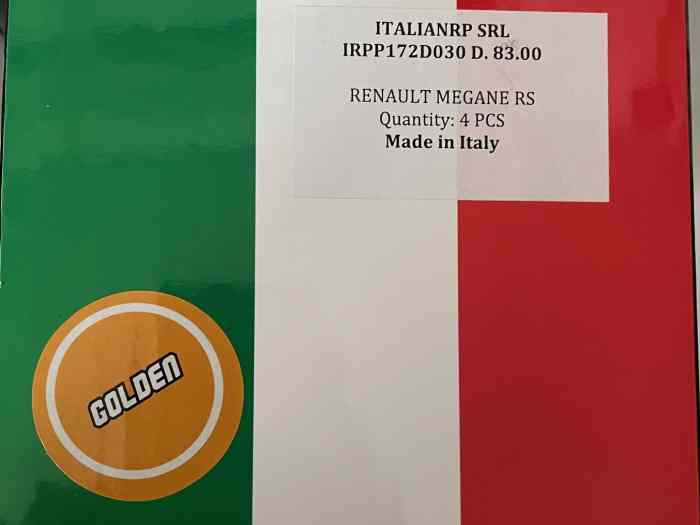 ITALIANRP SRL
IRPP172D030 D. 83.00
RENAULT MEGANE RS
Quantity: 4 PCS
Made in Italy
GOLDEN